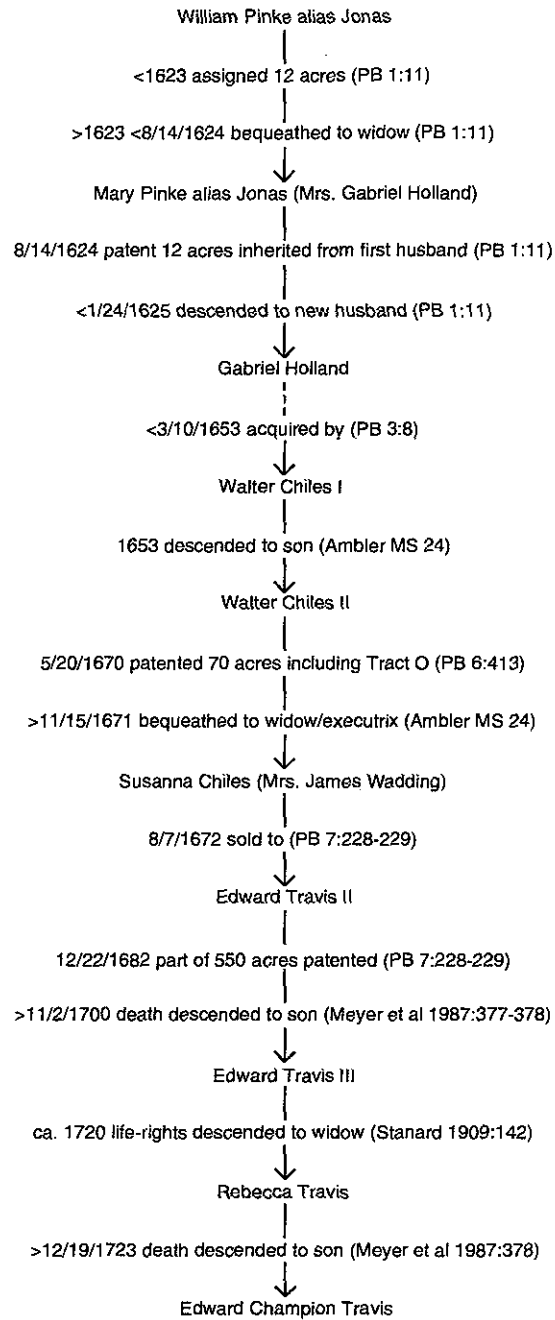 William Pinke alias Jonas
<1623 assigned 12 acres (PB 1:11)
>1623 <8/14/1624 bequeathed to widow (PB 1:11)
Mary Pinke alias Jonas (Mrs. Gabriel Holland)
8/14/1624 patent 12 acres inherited from first husband (PB 1:11)
<1/24/1625 descended to new husband (PB 1:11)
Gabriel Holland
<3/10/1653 acquired by (PB 3:8)
Walter Chiles I
1653 descended to son (Ambler MS 24)
Walter Chiles II
5/20/1670 patented 70 acres including Tract O (PB 6:413)
>11/15/1671 bequeathed to widow/executrix (Ambler MS 24)
Susanna Chiles (Mrs. James Wadding)
8/7/1672 sold to (PB 7:228-229)
Edward Travis II
12/22/1682 part of 550 acres patented (PB 7:228-229)
>11/2/1700 death descended to son (Meyer et al 1987:377-378)
Edward Travis III
ca. 1720 life-rights descended to widow (Stanard 1909:142)
Rebecca Travis
>12/19/1723 death descended to son (Meyer et al 1987:378)
Edward Champion Travis